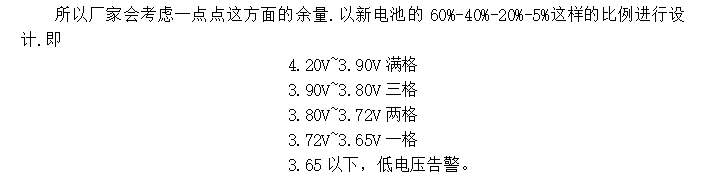 所以厂家会考虑一点点这方面的余量.以新电池的 60%-40%-20%-5%这样的比例进行设
计.即
4.20V~3.90V 满格
3.90V~3.80V 三格
3.80V~3.72V 两格
3.72V~3.65V 一格
3.65 以下，低电压告警。